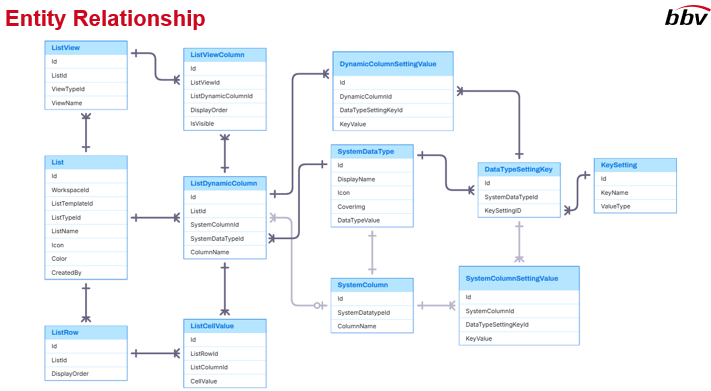 Entity Relationship
bbv
ListView
Id
ListId
ViewTypeId
ViewName
ListViewColumn
Id
ListViewId
ListDynamicColumnId
DisplayOrder
IsVisible
DynamicColumnSettingValue
Id
DynamicColumnId
DataTypeSettingKeyId
KeyValue
List
Id
WorkspaceId
ListTemplateId
ListTypeId
ListName
Icon
Color
CreatedBy
ListDynamicColumn
Id
ListId
SystemColumnId
SystemDataTypeId
ColumnName
SystemDataType
Id
DisplayName
Icon
CoverImg
DataTypeValue
DataTypeSettingKey
Id
SystemDataTypeId
KeySettingID
KeySetting
Id
KeyName
ValueType
ListRow
Id
ListId
DisplayOrder
ListCellValue
Id
ListRowId
ListColumnId
CellValue
SystemColumn
Id
SystemDatatypeId
ColumnName
SystemColumnSettingValue
Id
SystemColumnId
DataTypeSettingKeyId
KeyValue